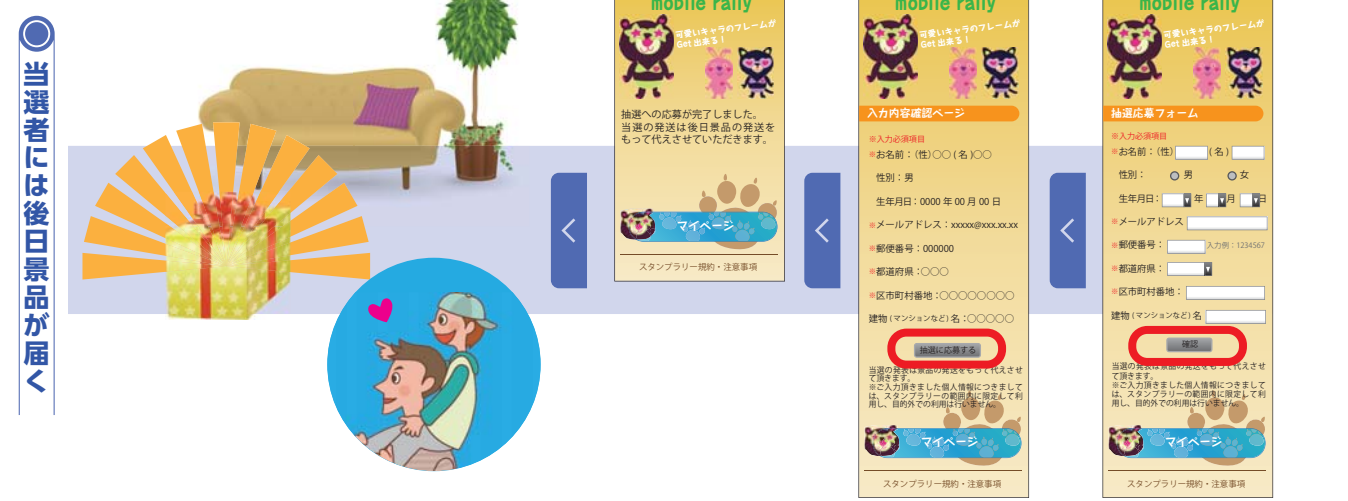 当選者には後日景品が届く
mobile rally
可愛いキャラのフレームが
Get 出来る！
抽選への応募が完了しました。
当選の発送は後日景品の発送を
もって代えさせていただきます。
マイページ
スタンプラリー規約・注意事項
mobile rally
可愛いキャラのフレームが
Get 出来る！
入力内容確認ページ
※入力必須項目
※お名前：（性）○○ ( 名 )○○
性別：男
生年月日：0000 年 00 月 00 日
※メールアドレス：xxxxx@xxx.xx.xx
※郵便番号：000000
※都道府県：○○○
※区市町村番地：○○○○○○○○
建物 (マンションなど) 名：○○○○○
抽選に応募する
当選の発表は景品の発送をもって代えさせ
て頂きます。
※ご入力頂きました個人情報につきまして
は、スタンプラリーの範囲内に限定して利
用し、目的外での利用は行いません。
マイページ
スタンプラリー規約・注意事項
mobile rally
可愛いキャラのフレームが
Get 出来る！
抽選応募フォーム
※入力必須項目
※お名前：（性） ( 名 )
性別： 男 女
生年月日： 年 月 日
※メールアドレス
※郵便番号： 入力例：1234567
※都道府県：
※区市町村番地：
建物 (マンションなど) 名
確認
当選の発表は景品の発送をもって代えさせ
て頂きます。
※ご入力頂きました個人情報につきまして
は、スタンプラリーの範囲内に限定して利
用し、目的外での利用は行いません。
マイページ
スタンプラリー規約・注意事項